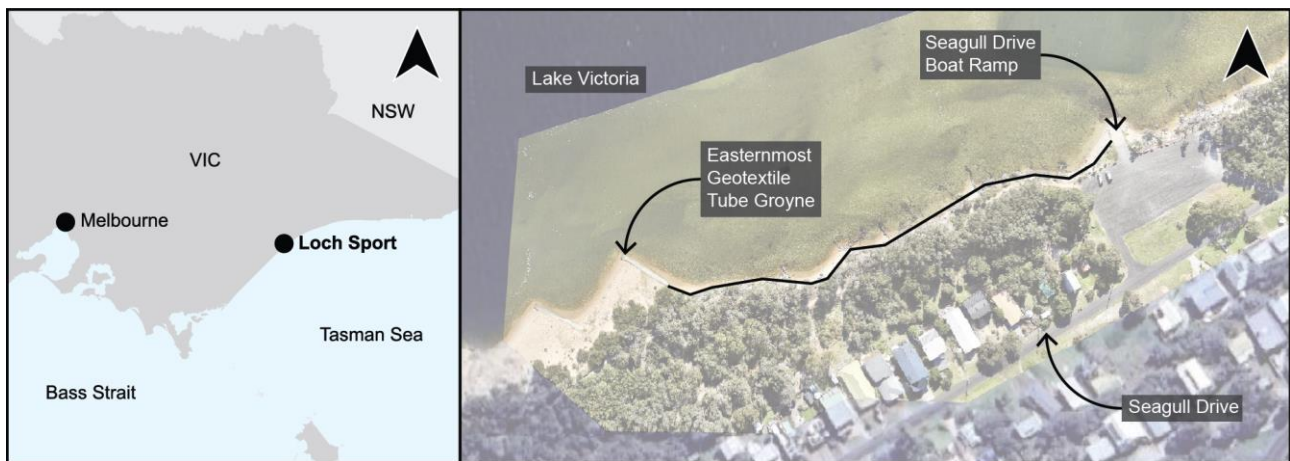 NSW
VIC
Melbourne
Loch Sport
Tasman Sea
Bass Strait
Lake Victoria
Seagull Drive
Boat Ramp
Easternmost
Geotextile
Tube Groyne
Seagull Drive